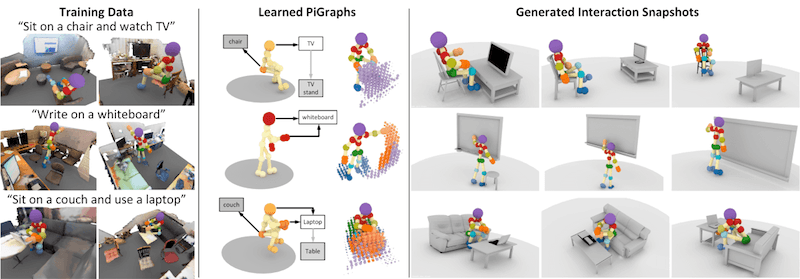 Training Data
Learned PiGraphs
Generated Interaction Snapshots
“Sit on a chair and watch TV”
chair
TV
TV
stand
“Write on a whiteboard”
whiteboard
“Sit on a couch and use a laptop”
couch
Laptop
Table